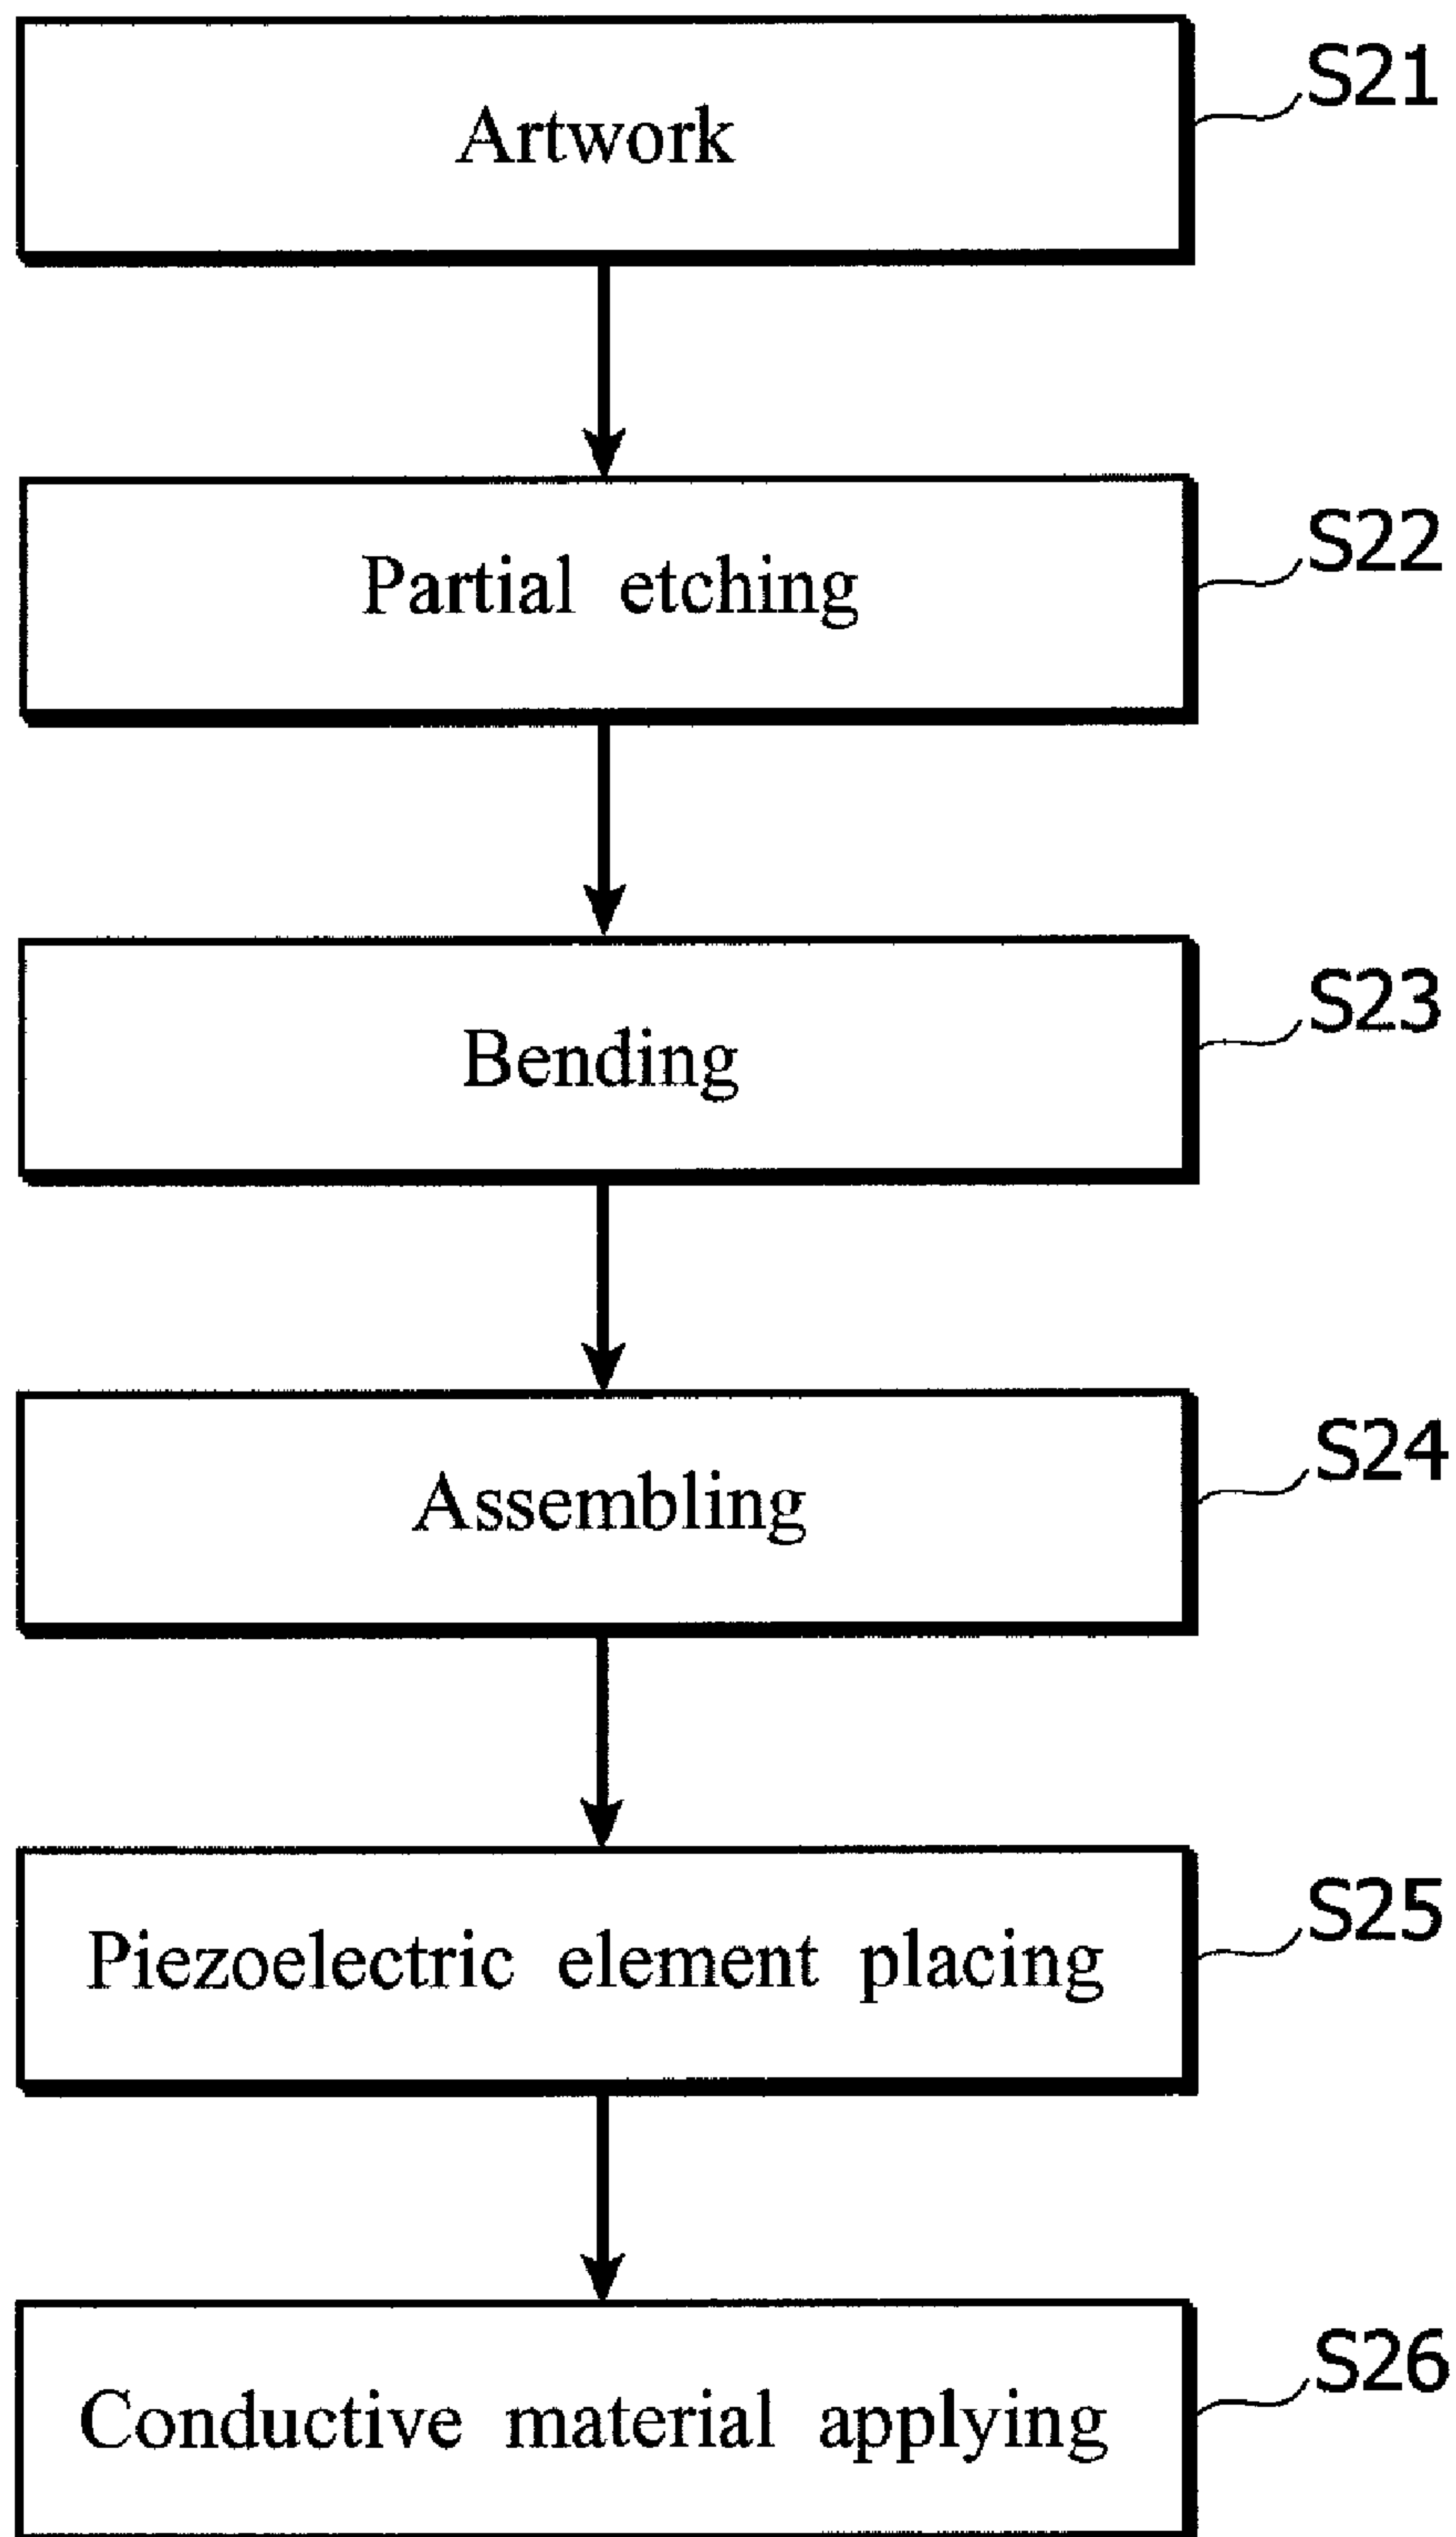 Artwork
S21
Partial etching
S22
Bending
S23
Assembling
S24
Piezoelectric element placing
S25
Conductive material applying
S26